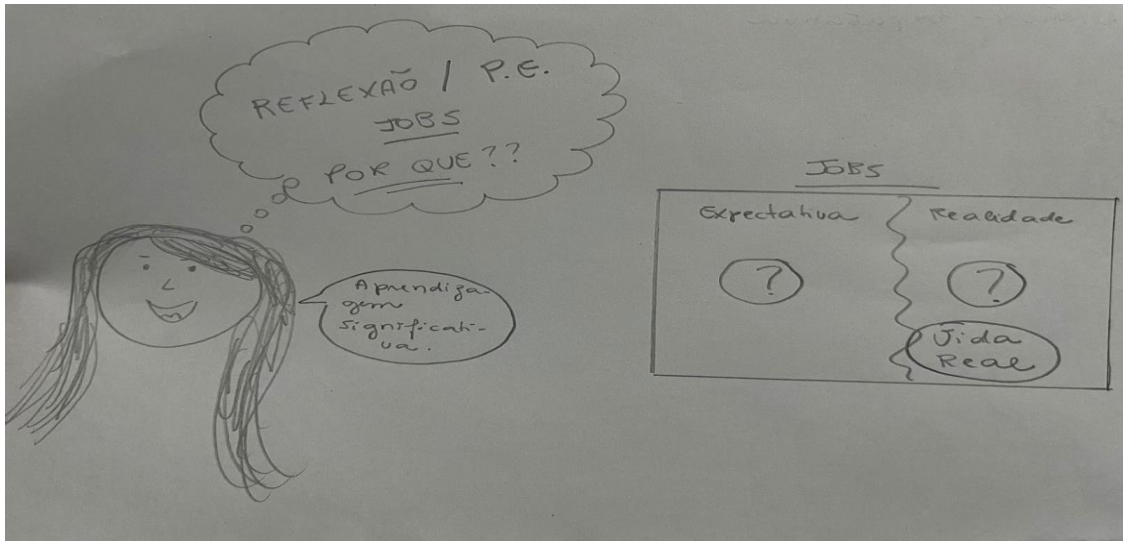 REFLEXÃO / P.E.
JOBS
POR QUE??
Aprendiza-
gem
significati-
va.
JOBS
Expectativa
Realidade
?
?
Vida
Real